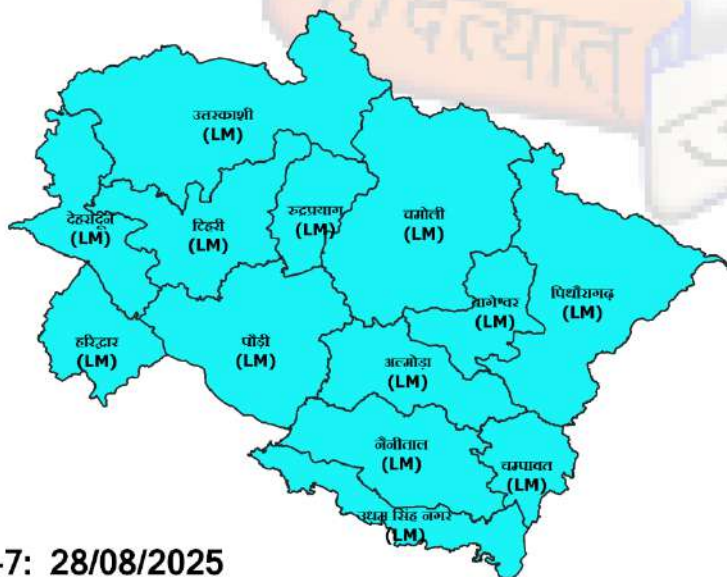 दित्यात
उत्तरकाशी
(LM)
देहरादून
(LM)
टिहरी
(LM)
रुद्रप्रयाग
(LM)
चमोली
(LM)
बागेश्वर
(LM)
पिथौरागढ़
(LM)
हरिद्वार
(LM)
पौड़ी
(LM)
अल्मोड़ा
(LM)
नैनीताल
(LM)
चम्पावत
(LM)
उधम सिंह नगर
(LM)
-7: 28/08/2025